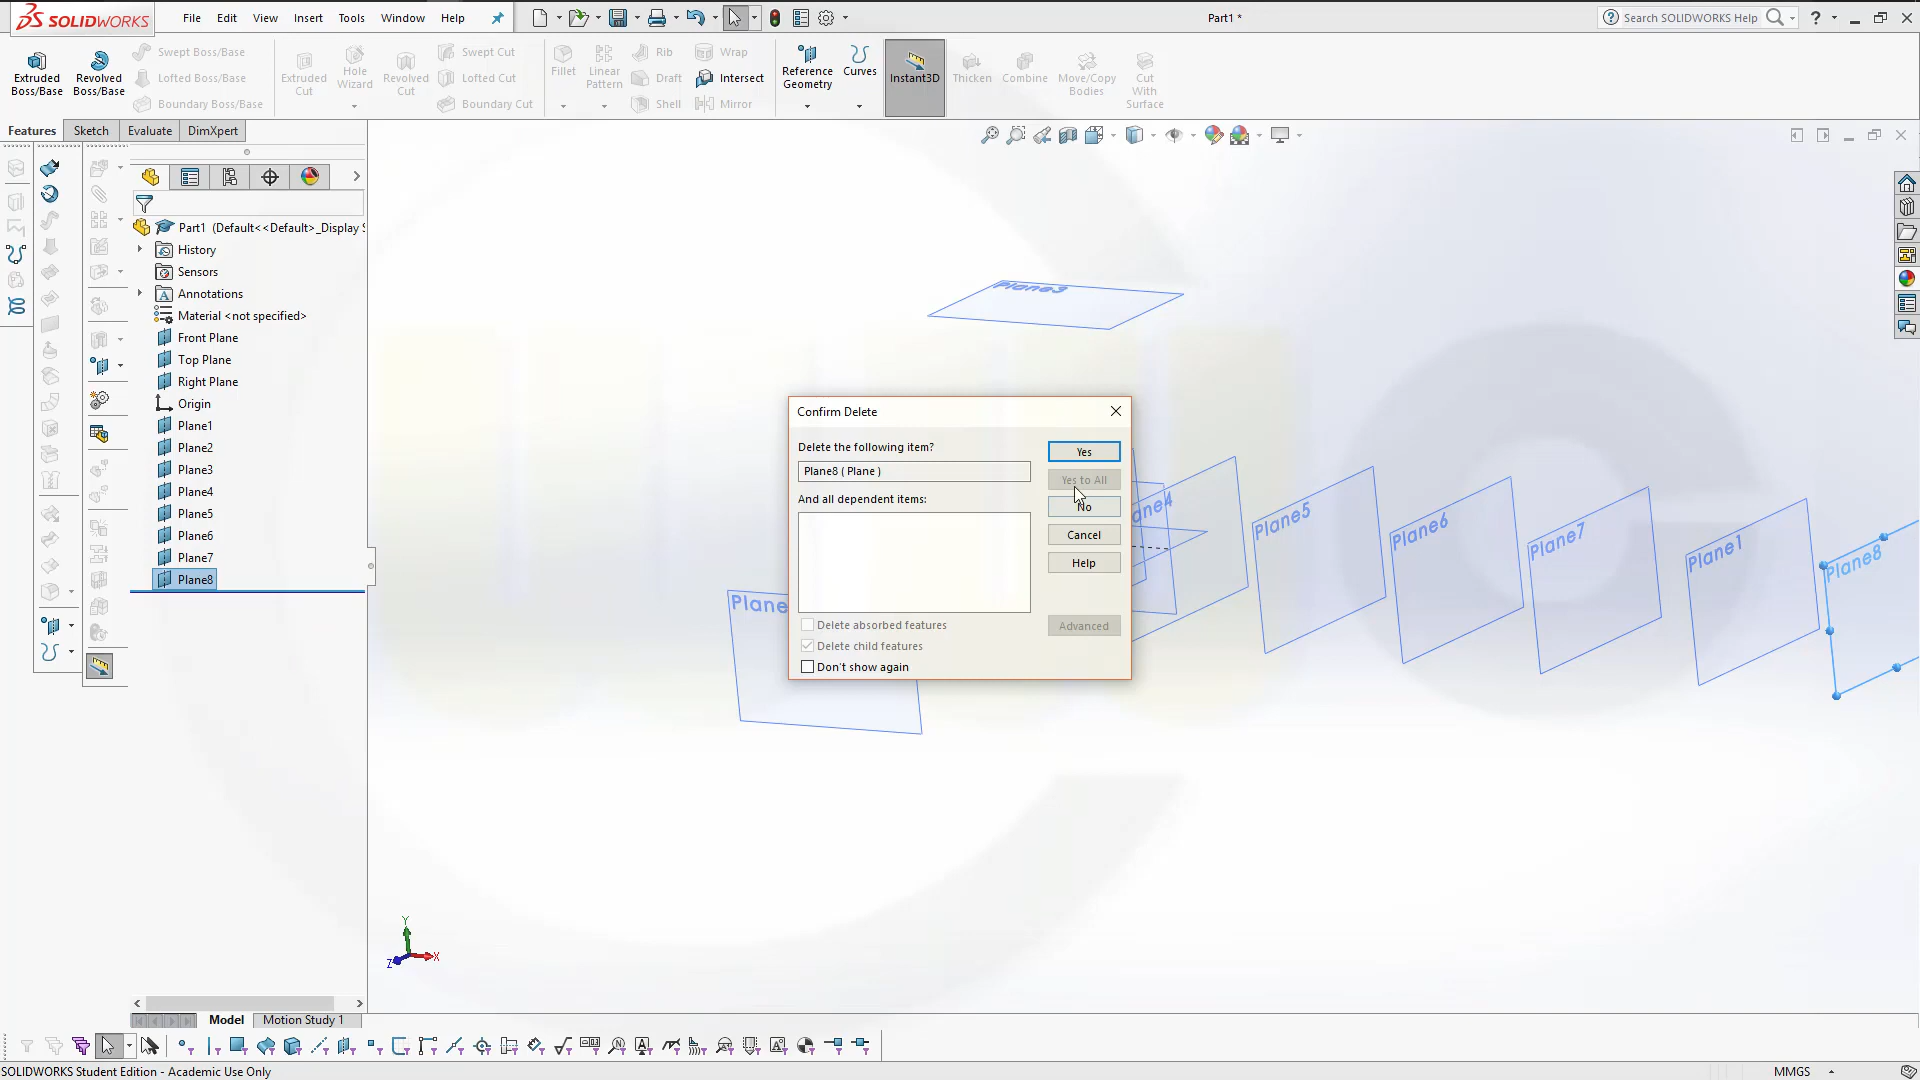 SOLIDWORKS
File Edit View Insert Tools Window Help
Part1 *
Search SOLIDWORKS Help
Extruded Boss/Base
Revolved Boss/Base
Swept Boss/Base
Lofted Boss/Base
Boundary Boss/Base
Extruded Cut
Hole Wizard
Revolved Cut
Swept Cut
Lofted Cut
Boundary Cut
Fillet
Linear Pattern
Rib
Draft
Shell
Wrap
Intersect
Mirror
Reference Geometry
Curves
Instant3D
Thicken
Combine
Move/Copy Bodies
Cut With Surface
Features Sketch Evaluate DimXpert
Part1 (Default<<Default>_Display S
History
Sensors
Annotations
Material <not specified>
Front Plane
Top Plane
Right Plane
Origin
Plane1
Plane2
Plane3
Plane4
Plane5
Plane6
Plane7
Plane8
Plane3
Confirm Delete
Delete the following item?
Plane8 ( Plane )
And all dependent items:
Yes
Yes to All
No
Cancel
Help
Advanced
Delete absorbed features
Delete child features
Don't show again
ane4
Plane5
Plane6
Plane7
Plane1
Plane8
Plane
Y
X
Z
Model Motion Study 1
SOLIDWORKS Student Edition - Academic Use Only
MMGS